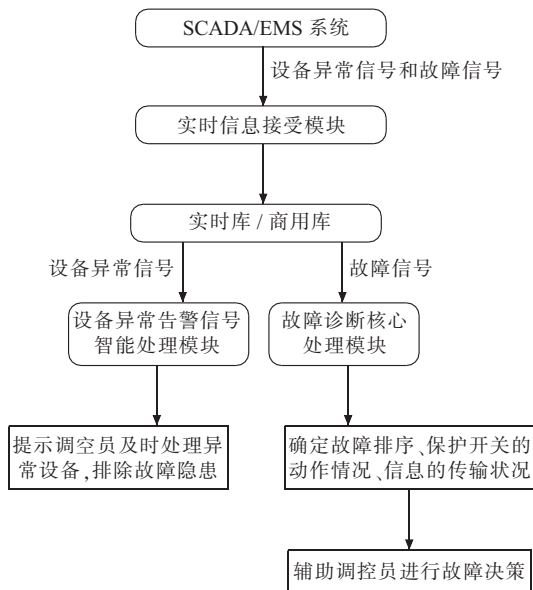 SCADA/EMS 系统
设备异常信号和故障信号
实时信息接受模块
实时库 / 商用库
设备异常信号
故障信号
设备异常告警信号
智能处理模块
故障诊断核心
处理模块
提示调空员及时处理异
常设备,排除故障隐患
确定故障排序、保护开关的
动作情况、信息的传输状况
辅助调控员进行故障决策